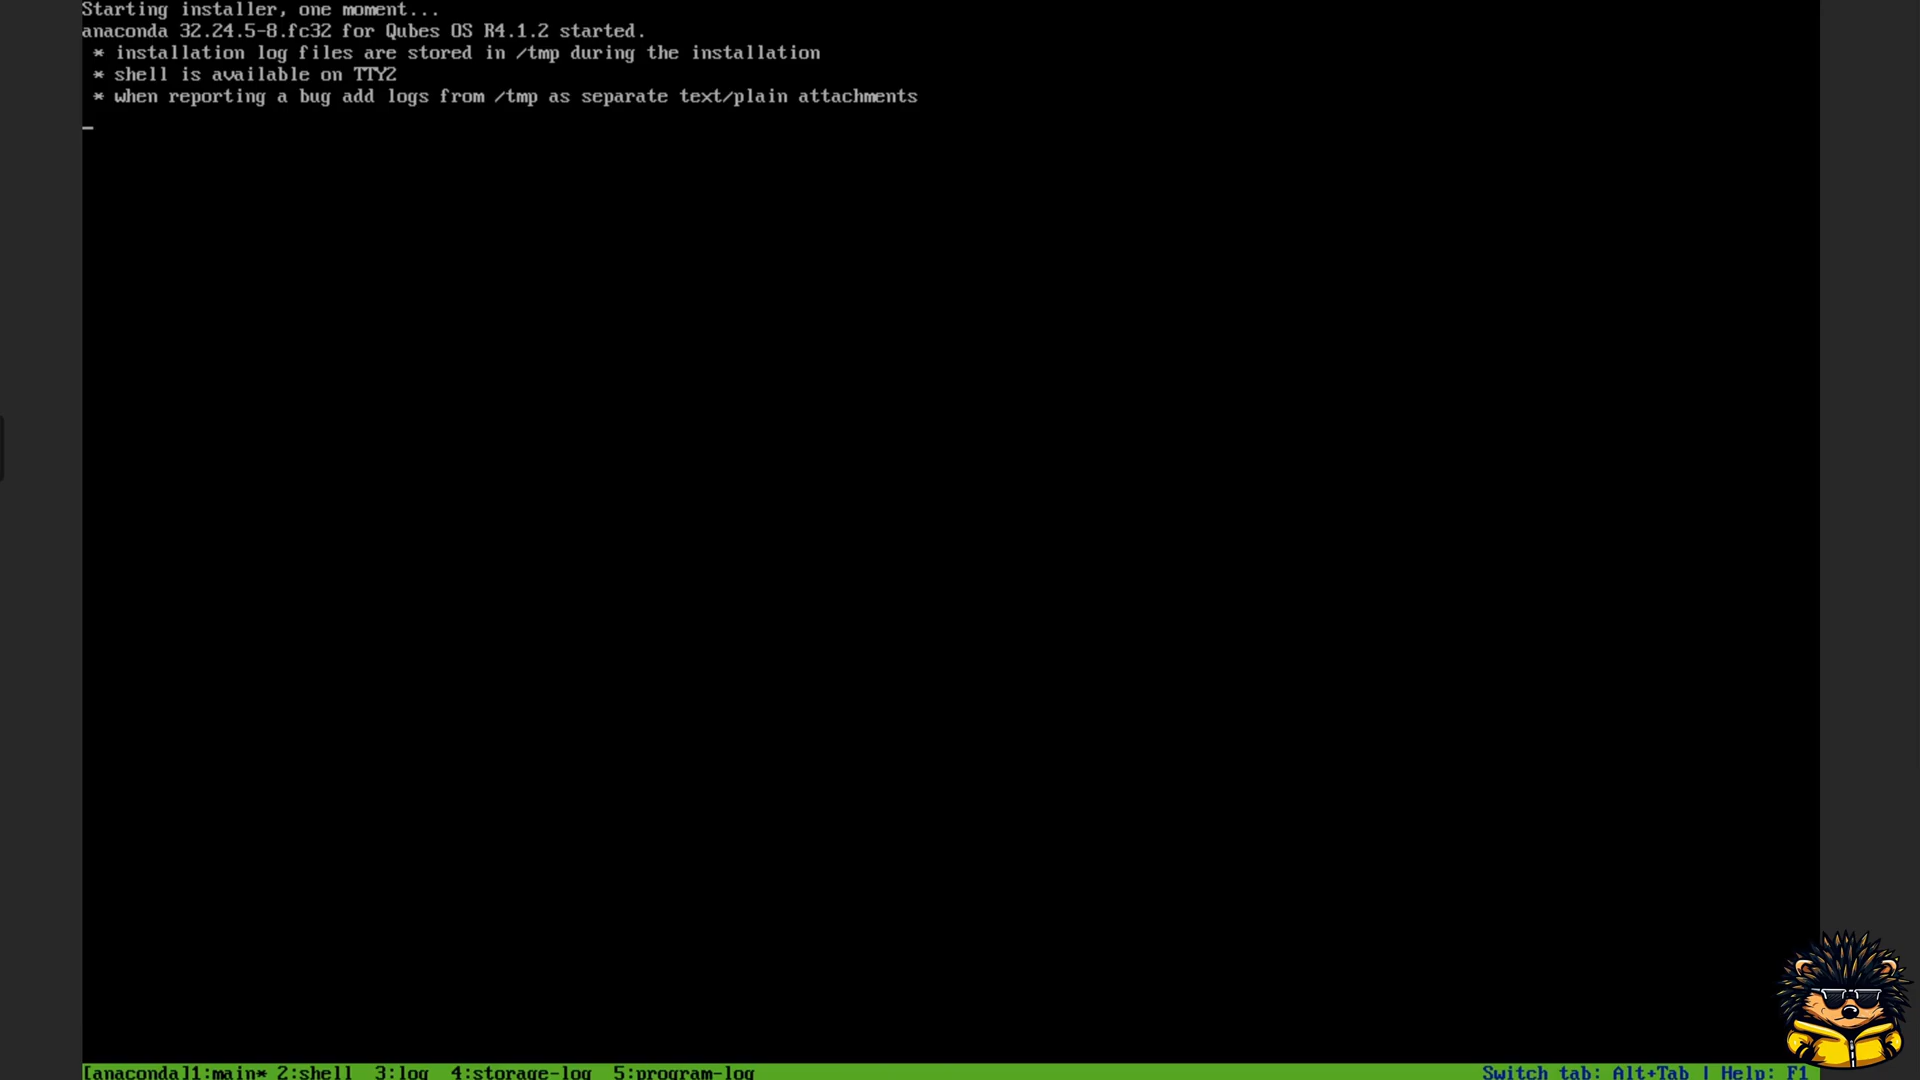 Starting installer, one moment...
anaconda 32.24.5-8.fc32 for Qubes OS R4.1.2 started.
* installation log files are stored in /tmp during the installation
* shell is available on TTY2
* when reporting a bug add logs from /tmp as separate text/plain attachments
[anaconda]1:main* 2:shell 3:log 4:storage-log 5:program-log Switch tab: Alt+Tab | Help: F1